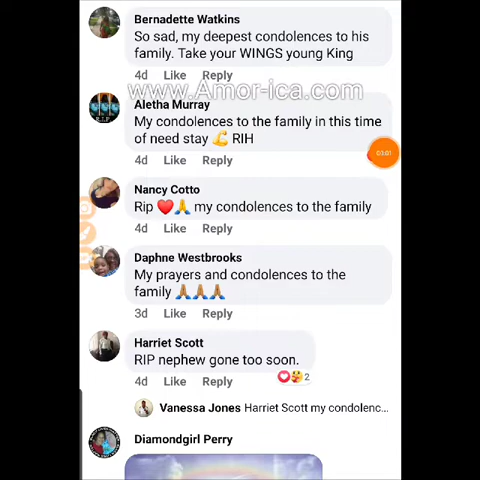 Bernadette Watkins
So sad, my deepest condolences to his
family. Take your WINGS young King
4d Like Reply
www.Amor-ica.com
Aletha Murray
My condolences to the family in this time
of need stay 💪 RIH
03:01
4d Like Reply
Nancy Cotto
Rip ❤️🙏 my condolences to the family
4d Like Reply
Daphne Westbrooks
My prayers and condolences to the
family 🙏🏽🙏🏽🙏🏽
3d Like Reply
Harriet Scott
RIP nephew gone too soon.
2
4d Like Reply
Vanessa Jones Harriet Scott my condolenc...
Diamondgirl Perry